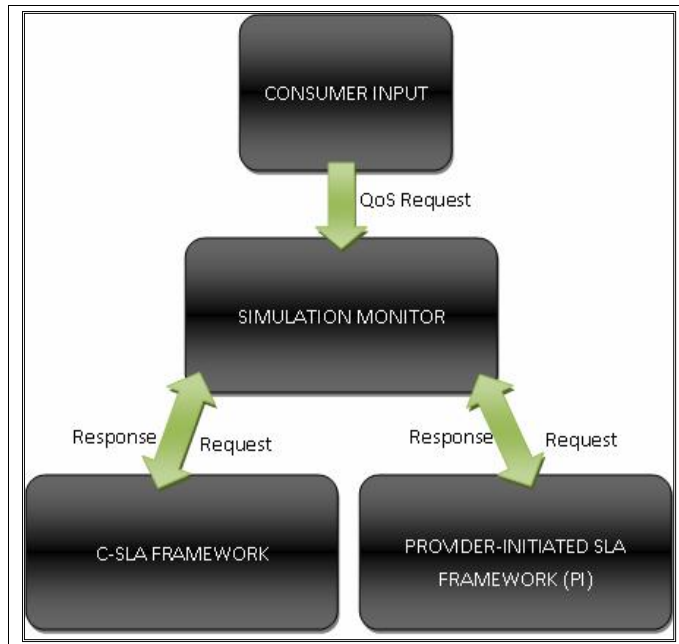 CONSUMER INPUT
QoS Request
SIMULATION MONITOR
Response
Request
Response
Request
C-SLA FRAMEWORK
PROVIDER-INITIATED SLA
FRAMEWORK (PI)